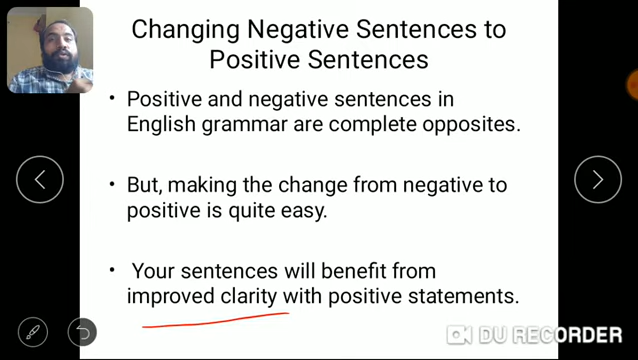 Changing Negative Sentences to
Positive Sentences
• Positive and negative sentences in
English grammar are complete opposites.
• But, making the change from negative to
positive is quite easy.
• Your sentences will benefit from
improved clarity with positive statements.
DU RECORDER